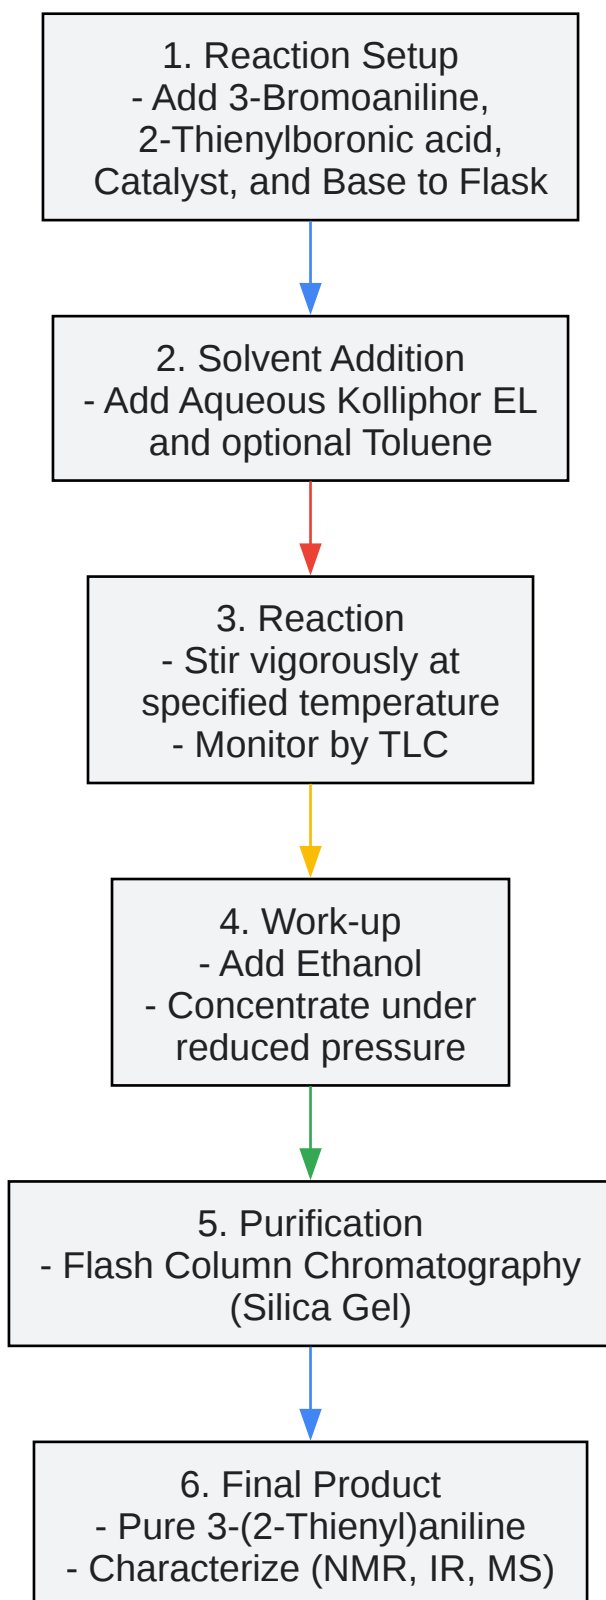 1. Reaction Setup
- Add 3-Bromoaniline,
2-Thienylboronic acid,
Catalyst, and Base to Flask
2. Solvent Addition
- Add Aqueous Kolliphor EL
and optional Toluene
3. Reaction
- Stir vigorously at
specified temperature
- Monitor by TLC
4. Work-up
- Add Ethanol
- Concentrate under
reduced pressure
5. Purification
- Flash Column Chromatography
(Silica Gel)
6. Final Product
- Pure 3-(2-Thienyl)aniline
- Characterize (NMR, IR, MS)